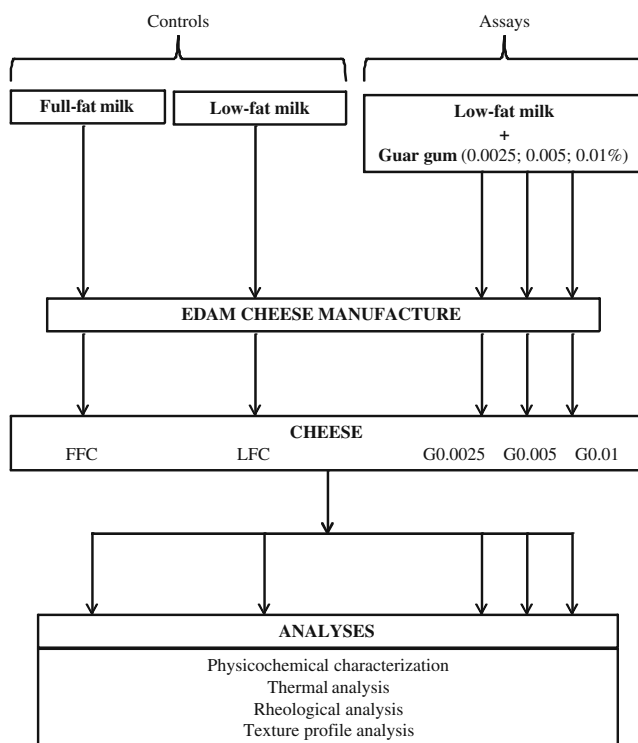 Controls Assays
Full-fat milk Low-fat milk Low-fat milk
+
Guar gum (0.0025; 0.005; 0.01%)
EDAM CHEESE MANUFACTURE
CHEESE
FFC LFC G0.0025 G0.005 G0.01
ANALYSES
Physicochemical characterization
Thermal analysis
Rheological analysis
Texture profile analysis